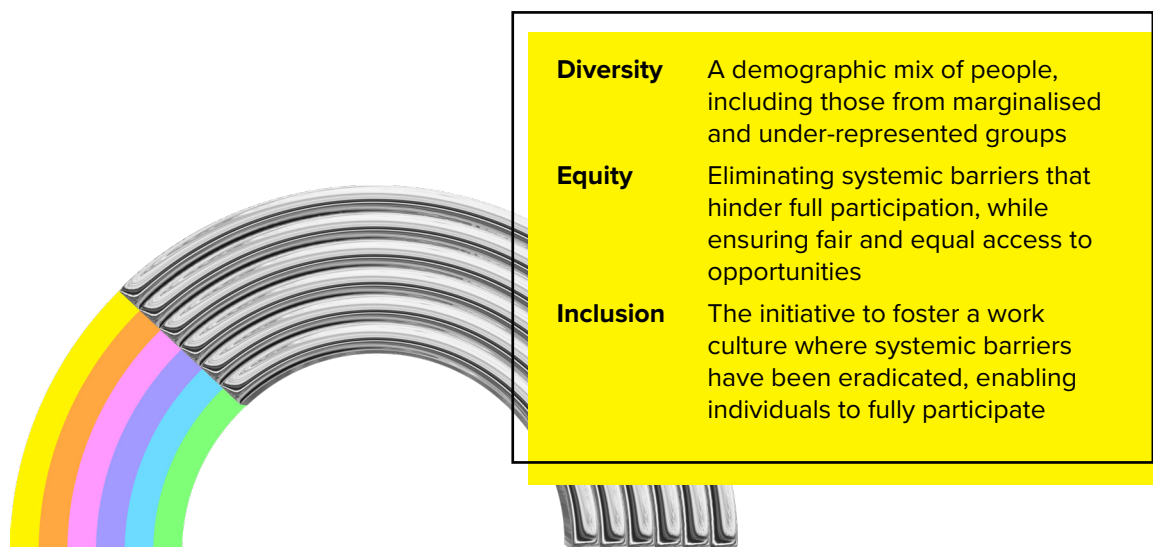 Diversity A demographic mix of people,
including those from marginalised
and under-represented groups
Equity Eliminating systemic barriers that
hinder full participation, while
ensuring fair and equal access to
opportunities
Inclusion The initiative to foster a work
culture where systemic barriers
have been eradicated, enabling
individuals to fully participate